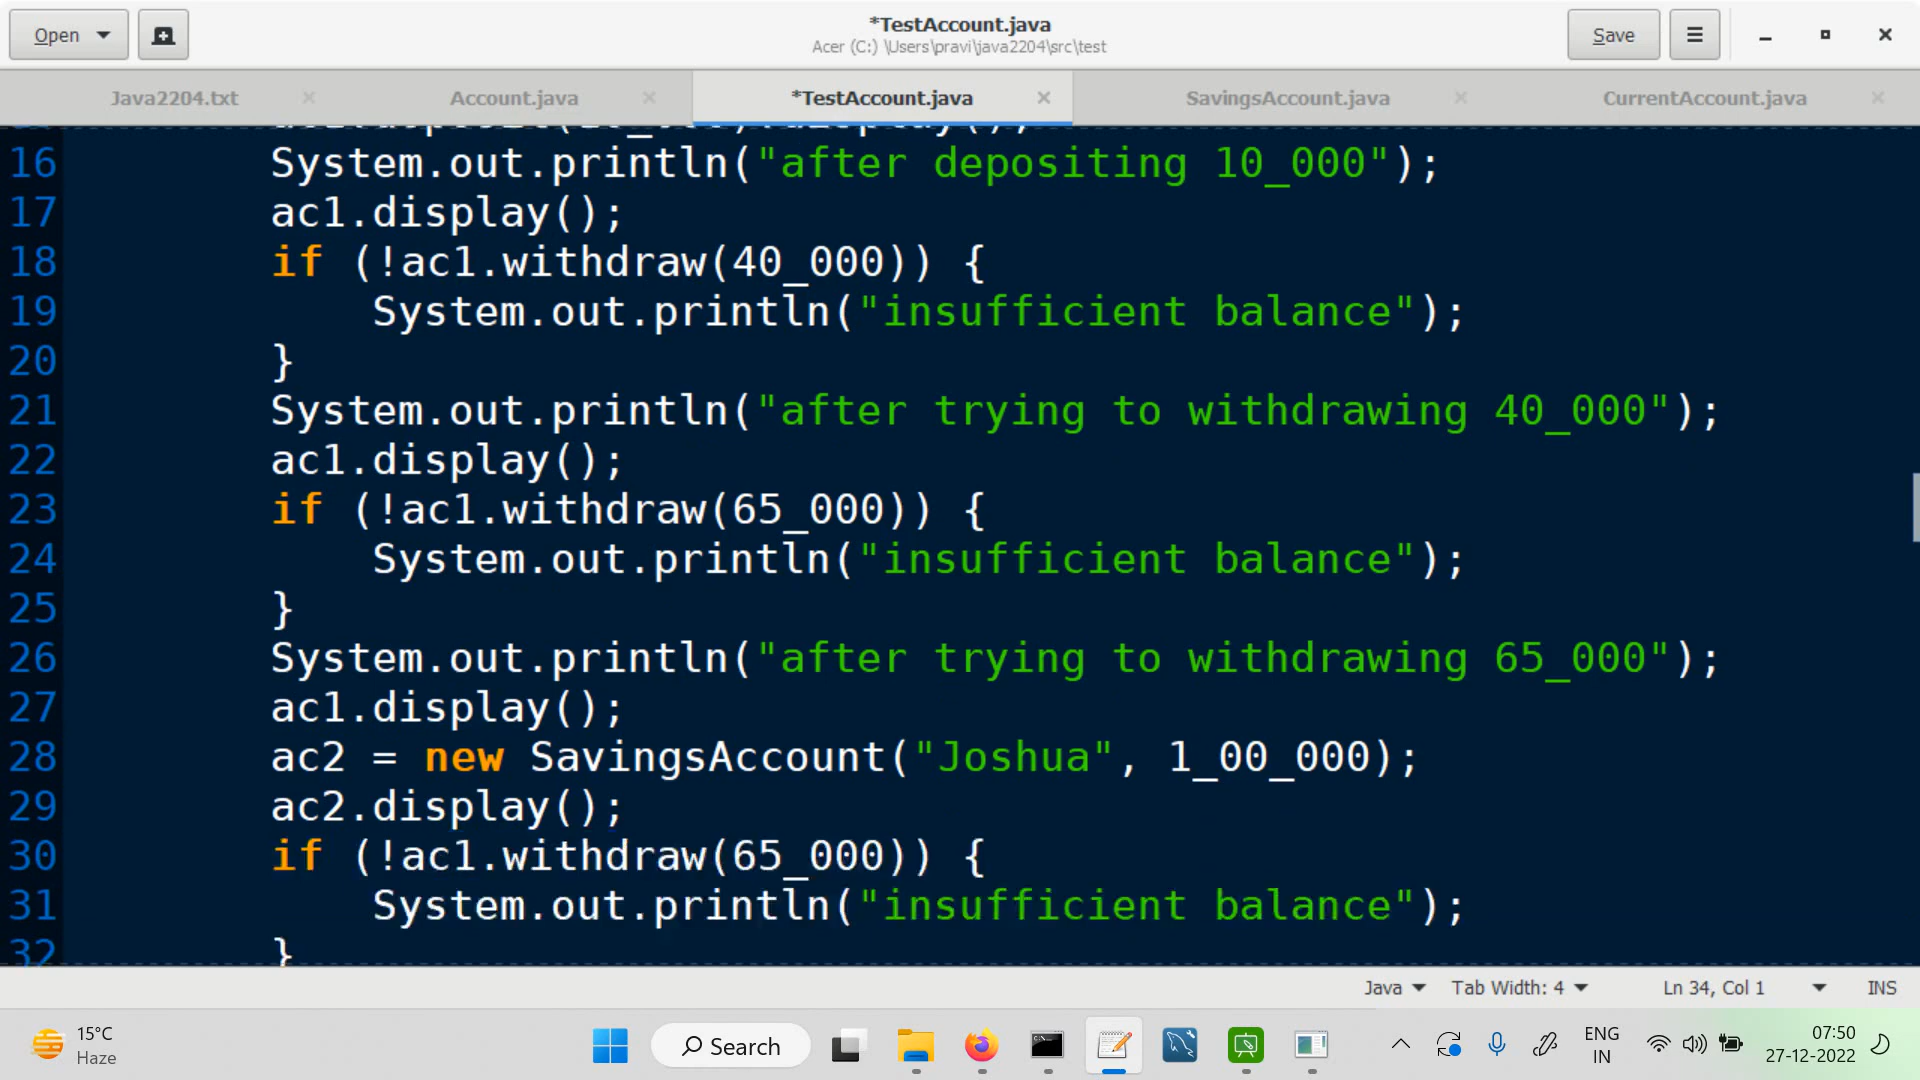 Open
*TestAccount.java
Acer (C:) \Users\pravi\java2204\src\test
Save
Java2204.txt
Account.java
*TestAccount.java
SavingsAccount.java
CurrentAccount.java
16 System.out.println("after depositing 10_000");
17 ac1.display();
18 if (!ac1.withdraw(40_000)) {
19 System.out.println("insufficient balance");
20 }
21 System.out.println("after trying to withdrawing 40_000");
22 ac1.display();
23 if (!ac1.withdraw(65_000)) {
24 System.out.println("insufficient balance");
25 }
26 System.out.println("after trying to withdrawing 65_000");
27 ac1.display();
28 ac2 = new SavingsAccount("Joshua", 1_00_000);
29 ac2.display();
30 if (!ac1.withdraw(65_000)) {
31 System.out.println("insufficient balance");
32 }
Java Tab Width: 4 Ln 34, Col 1 INS
15°C
Haze
Search
ENG
IN
07:50
27-12-2022